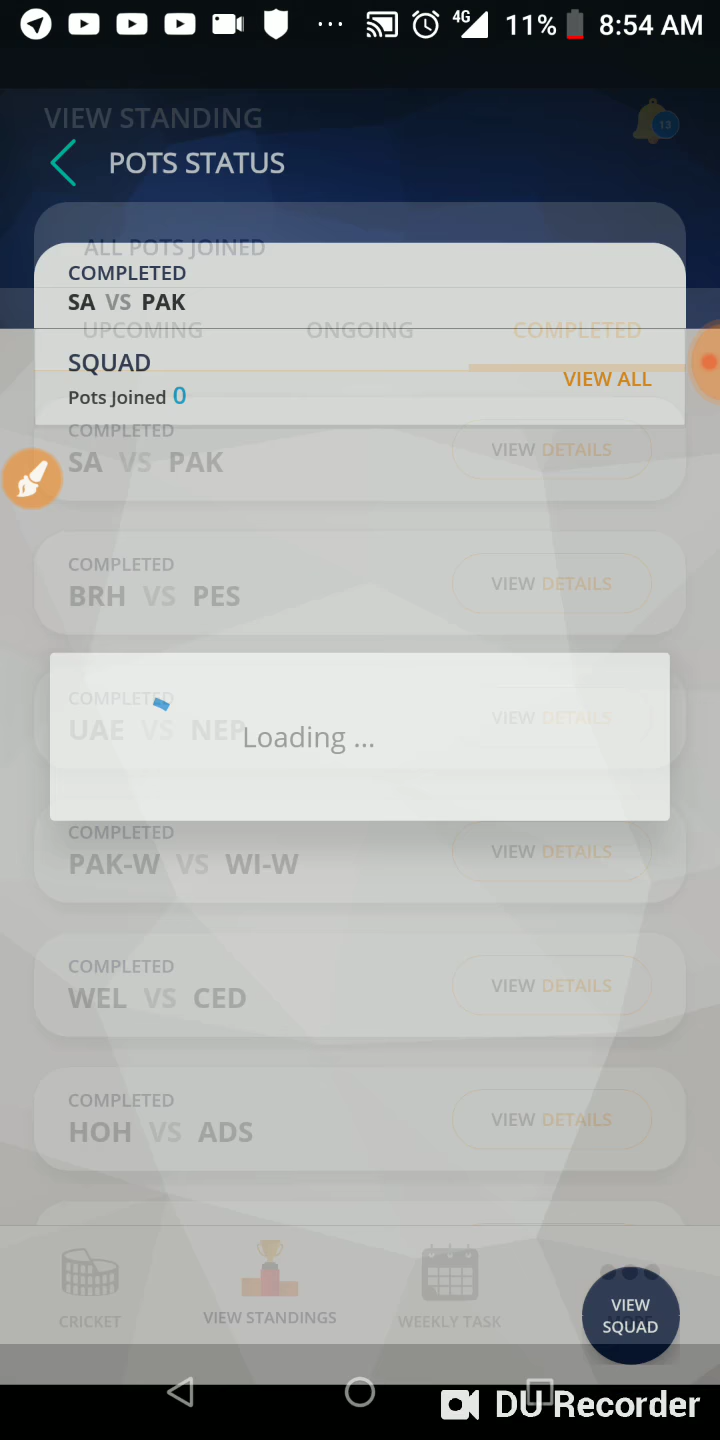 4G 11% 8:54 AM
VIEW STANDING
13
POTS STATUS
ALL POTS JOINED
COMPLETED
SA VS PAK
UPCOMING ONGOING COMPLETED
SQUAD
VIEW ALL
Pots Joined 0
COMPLETED
SA VS PAK
VIEW DETAILS
COMPLETED
BRH VS PES
VIEW DETAILS
COMPLETED
UAE VS NEP
VIEW DETAILS
Loading ...
COMPLETED
PAK-W VS WI-W
VIEW DETAILS
COMPLETED
WEL VS CED
VIEW DETAILS
COMPLETED
HOH VS ADS
VIEW DETAILS
CRICKET
VIEW STANDINGS
WEEKLY TASK
VIEW
SQUAD
DU Recorder